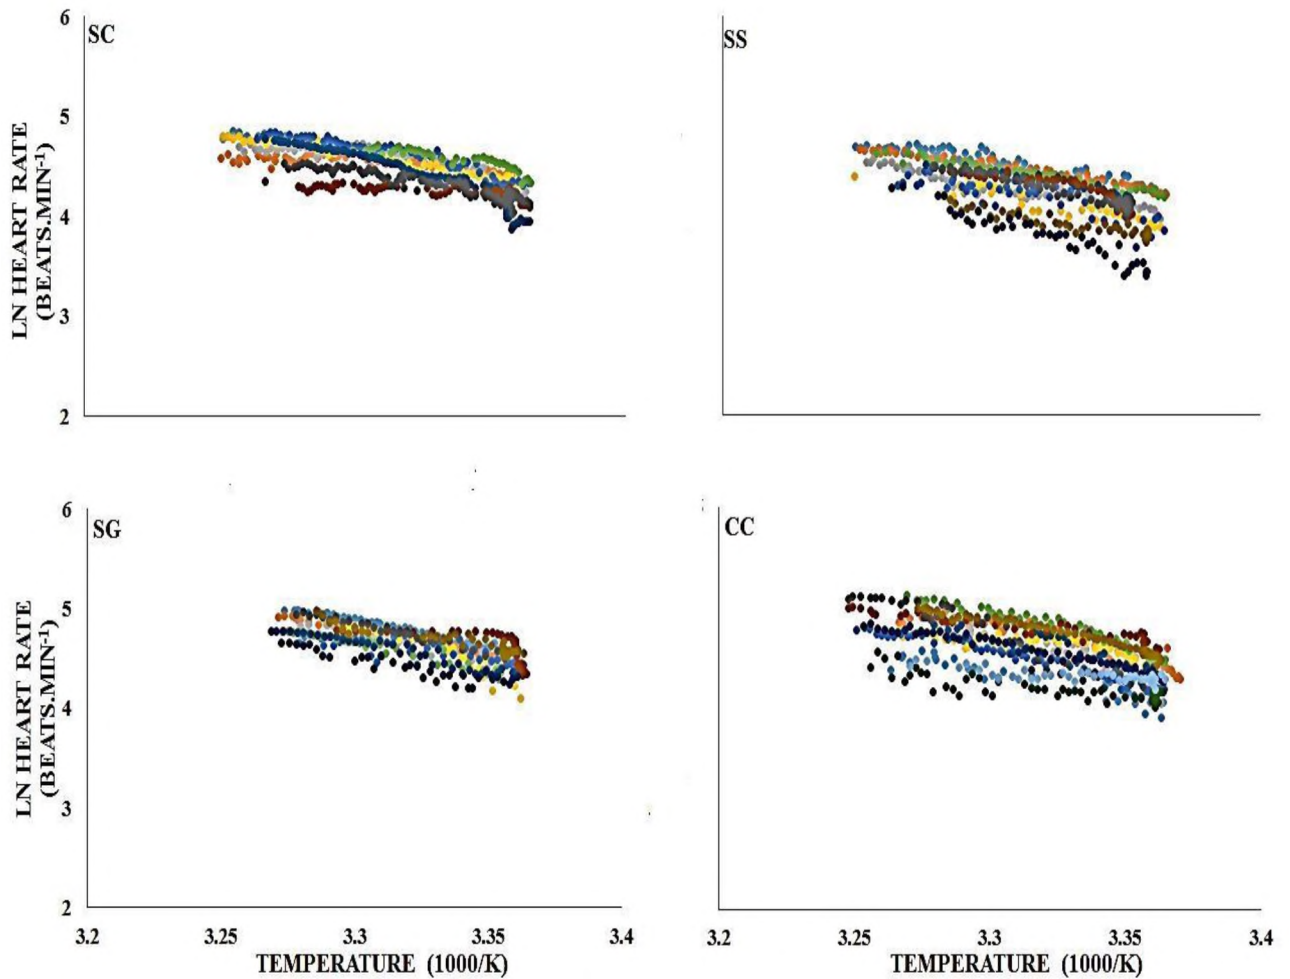 6
SC
SS
5
4
3
2
LN HEART RATE
(BEATS.MIN⁻¹)
6
SG
CC
5
4
3
2
LN HEART RATE
(BEATS.MIN⁻¹)
3.2 3.25 3.3 3.35 3.4
3.2 3.25 3.3 3.35 3.4
TEMPERATURE (1000/K)
TEMPERATURE (1000/K)